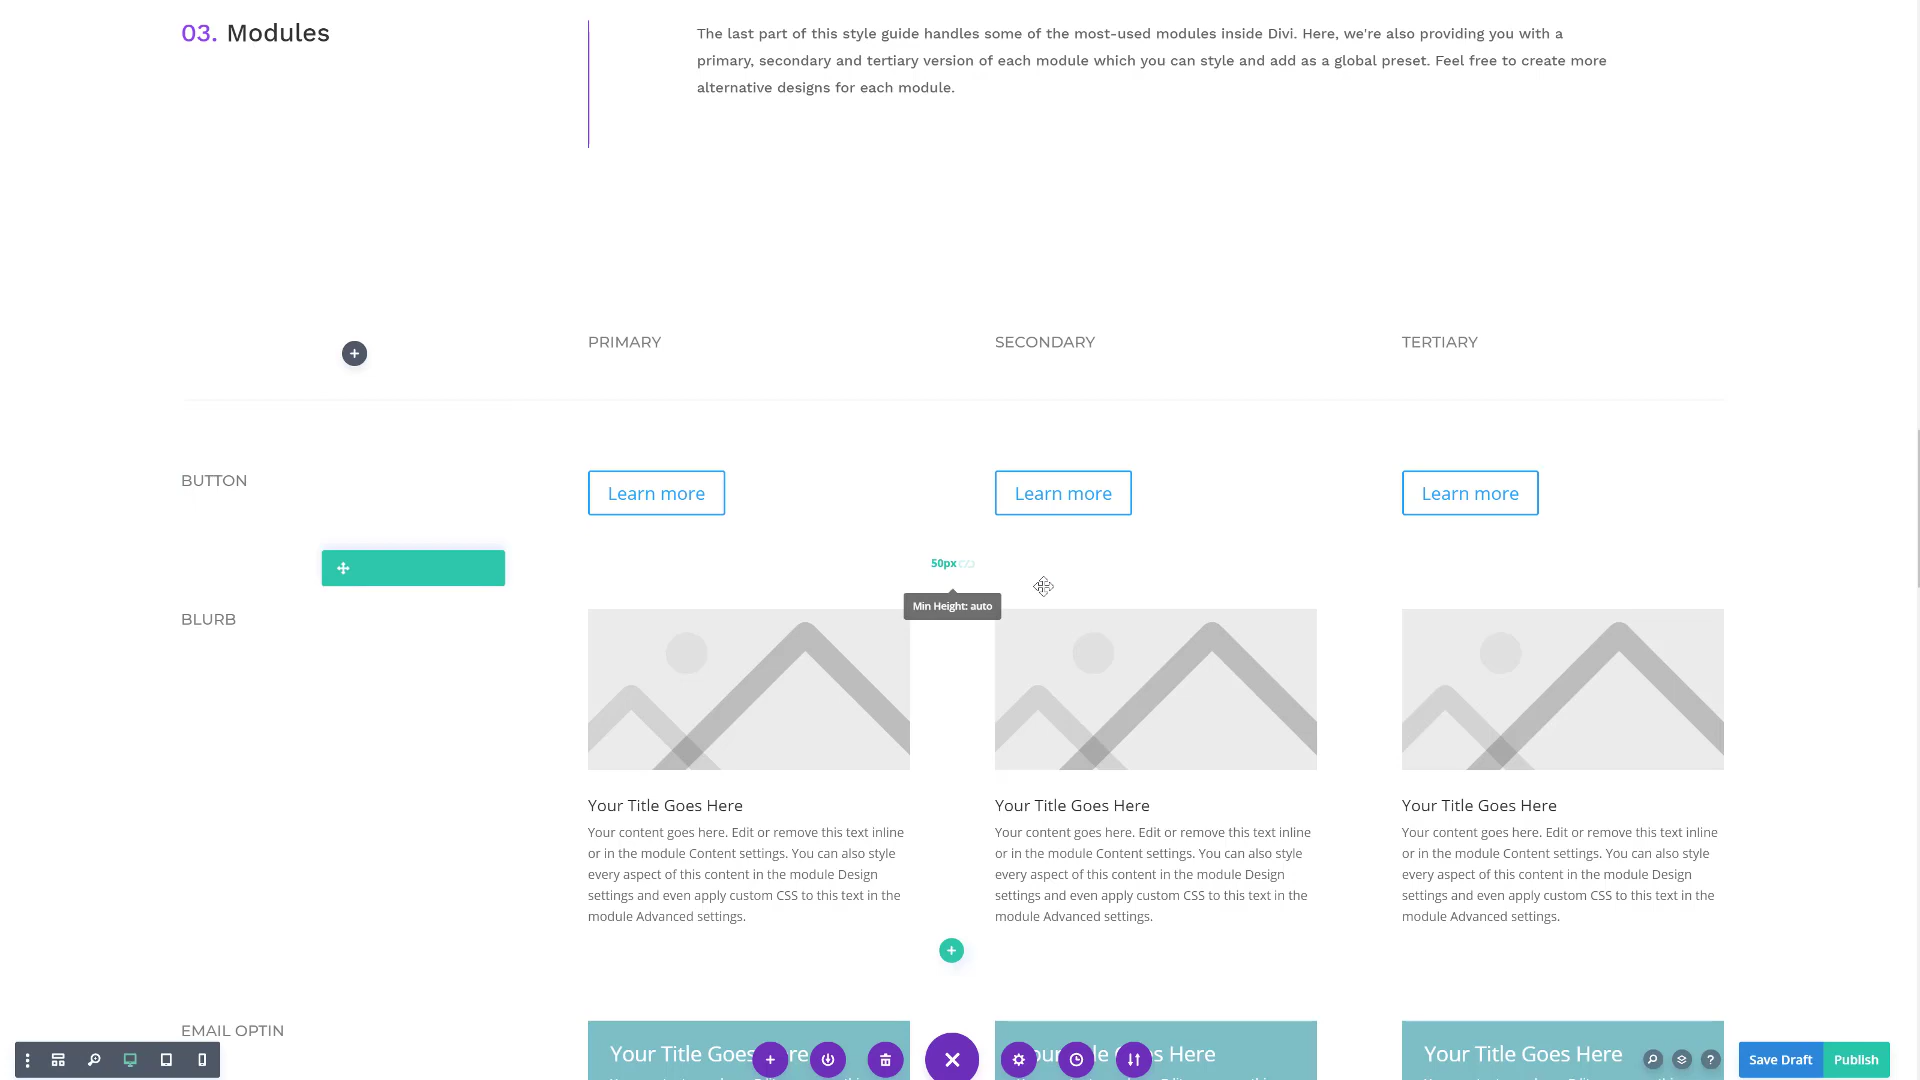 03. Modules
The last part of this style guide handles some of the most-used modules inside Divi. Here, we're also providing you with a
primary, secondary and tertiary version of each module which you can style and add as a global preset. Feel free to create more
alternative designs for each module.
PRIMARY
SECONDARY
TERTIARY
BUTTON
Learn more
Learn more
Learn more
50px
Min Height: auto
BLURB
Your Title Goes Here
Your content goes here. Edit or remove this text inline
or in the module Content settings. You can also style
every aspect of this content in the module Design
settings and even apply custom CSS to this text in the
module Advanced settings.
Your Title Goes Here
Your content goes here. Edit or remove this text inline
or in the module Content settings. You can also style
every aspect of this content in the module Design
settings and even apply custom CSS to this text in the
module Advanced settings.
Your Title Goes Here
Your content goes here. Edit or remove this text inline
or in the module Content settings. You can also style
every aspect of this content in the module Design
settings and even apply custom CSS to this text in the
module Advanced settings.
EMAIL OPTIN
Your Title Goes Here
Your Title Goes Here
Your Title Goes Here
Save Draft
Publish